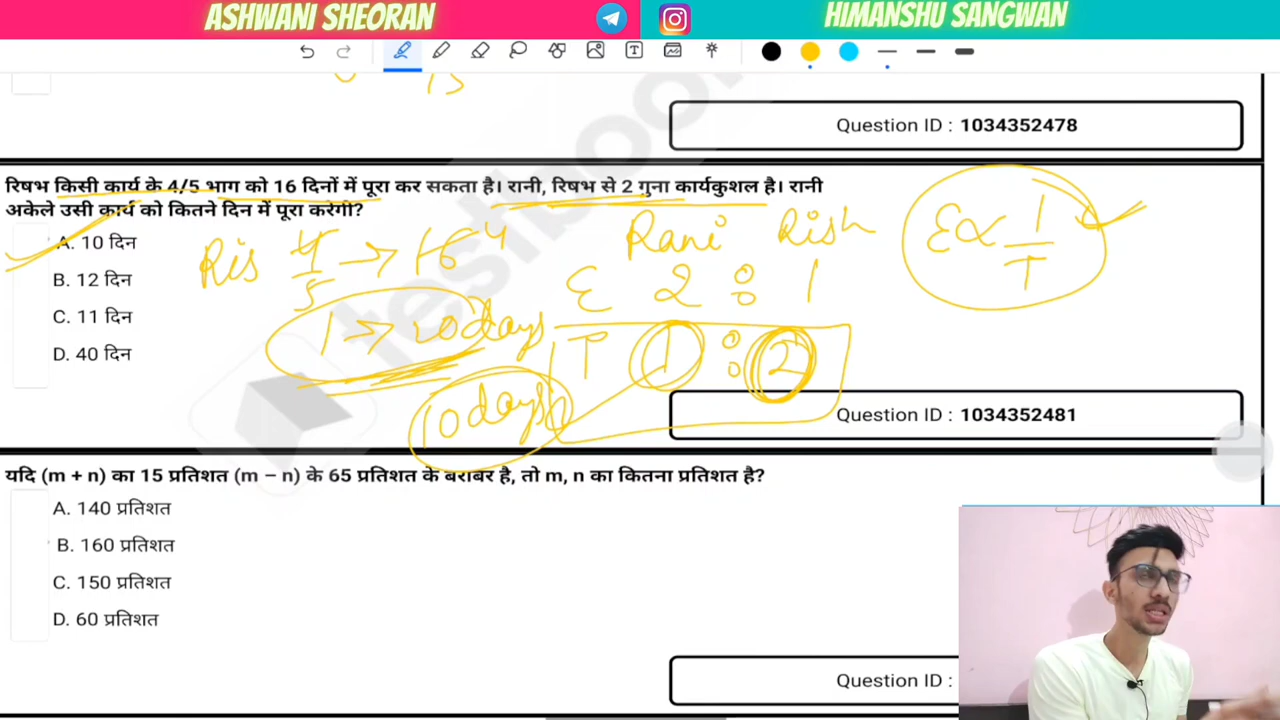 ASHWANI SHEORAN
HIMANSHU SANGWAN
15
Question ID : 1034352478
रिषभ किसी कार्य के 4/5 भाग को 16 दिनों में पूरा कर सकता है। रानी, रिषभ से 2 गुना कार्यकुशल है। रानी
अकेले उसी कार्य को कितने दिन में पूरा करेगी?
A. 10 दिन
B. 12 दिन
C. 11 दिन
D. 40 दिन
Ris 4/5 → 16 4
1 → 20 days
10 days
Rani Rish
E 2 : 1
T 1 : 2
E ∝ 1/T
testbook
Question ID : 1034352481
यदि (m + n) का 15 प्रतिशत (m − n) के 65 प्रतिशत के बराबर है, तो m, n का कितना प्रतिशत है?
A. 140 प्रतिशत
B. 160 प्रतिशत
C. 150 प्रतिशत
D. 60 प्रतिशत
Question ID :